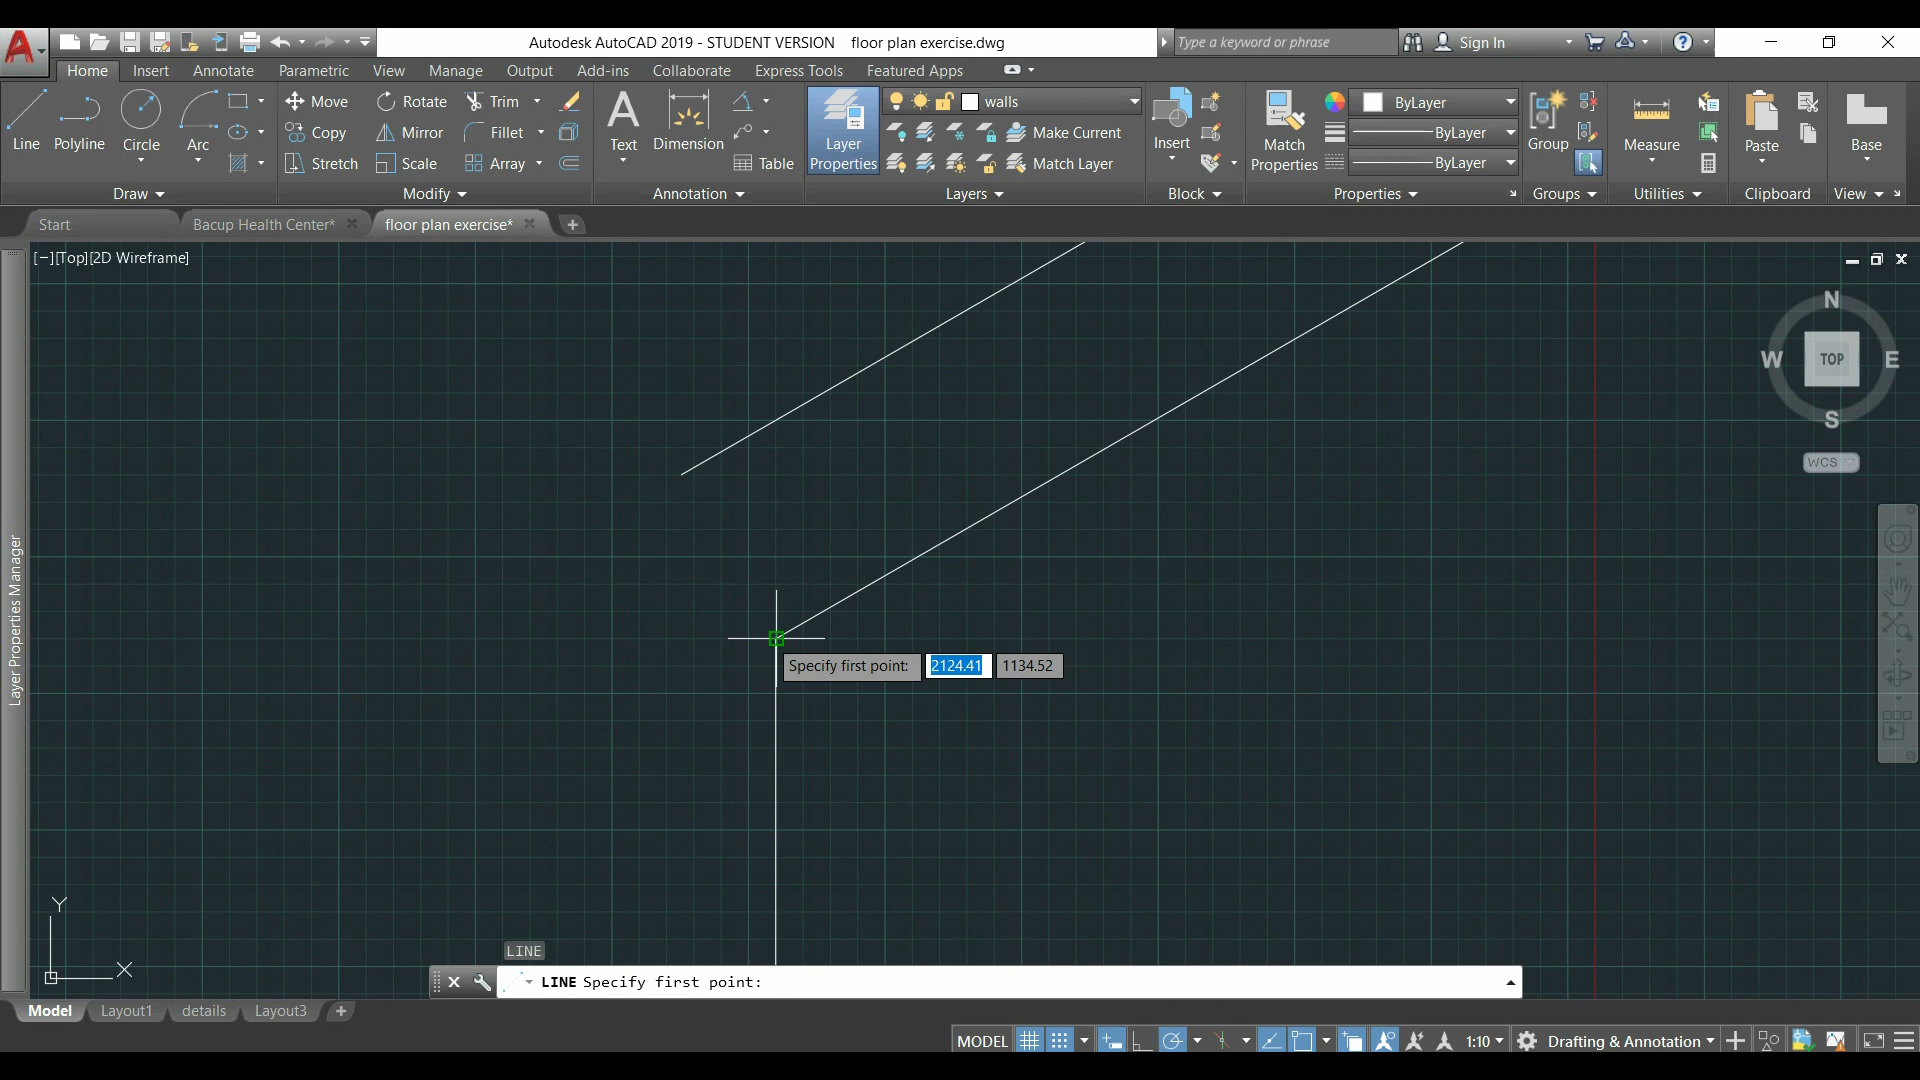 Autodesk AutoCAD 2019 - STUDENT VERSION floor plan exercise.dwg
Type a keyword or phrase
Sign In
Home Insert Annotate Parametric View Manage Output Add-ins Collaborate Express Tools Featured Apps
Line Polyline Circle Arc
Move Rotate Trim
Copy Mirror Fillet
Stretch Scale Array
Text Dimension
Table
Layer Properties
walls
Make Current
Match Layer
Insert
Match Properties
ByLayer
ByLayer
ByLayer
Group
Measure
Paste
Base
Draw Modify Annotation Layers Block Properties Groups Utilities Clipboard View
Start Bacup Health Center* floor plan exercise*
[−][Top][2D Wireframe]
N
W TOP E
S
WCS
Layer Properties Manager
Specify first point: 2124.41 1134.52
Y
X
LINE
LINE Specify first point:
Model Layout1 details Layout3
MODEL 1:10 Drafting & Annotation